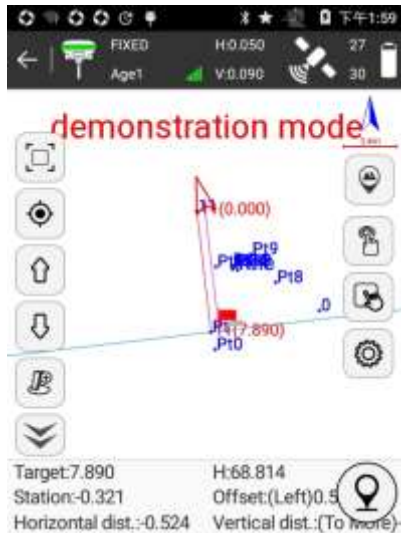 下午1:59
FIXED H:0.050 27
Age1 V:0.090 30
demonstration mode
(0.000)
Pt9
Pt8
.0
(7.890)
Pt0
Target:7.890 H:68.814
Station:-0.321 Offset:(Left)0.5
Horizontal dist.:-0.524 Vertical dist.:(To More)-